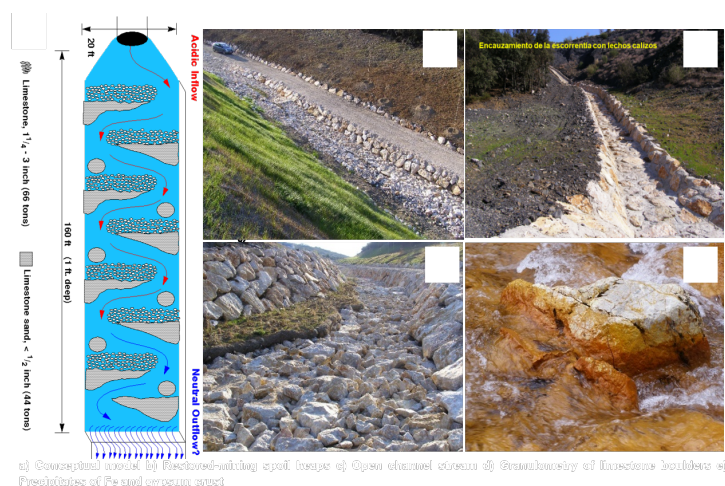 20 ft
Acidic Inflow
Limestone, 1 1/4 - 3 inch (66 tons)
160 ft (1 ft. deep)
Limestone sand, < 1/2 inch (44 tons)
Neutral Outflow?
Encauzamiento de la escorrentía con lechos calizos
a) Conceptual model b) Restored-mining spoil heaps c) Open channel stream d) Granulometry of limestone boulders e)
Precipitates of Fe and gypsum crust